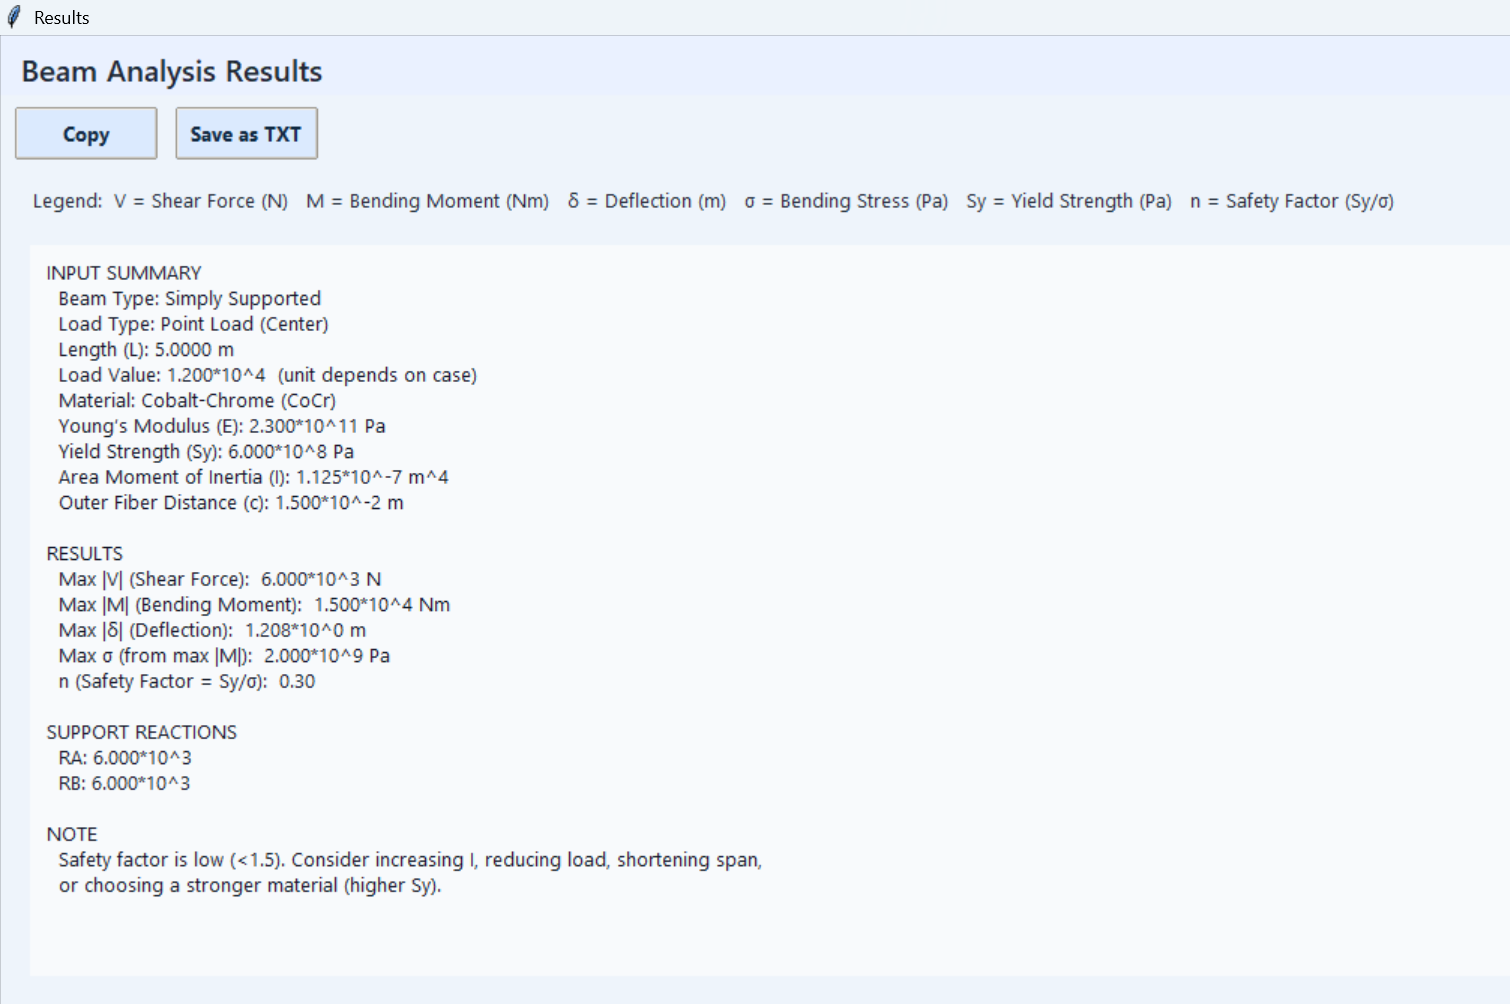 Results
Beam Analysis Results
Copy Save as TXT
Legend: V = Shear Force (N) M = Bending Moment (Nm) δ = Deflection (m) σ = Bending Stress (Pa) Sy = Yield Strength (Pa) n = Safety Factor (Sy/σ)
INPUT SUMMARY
Beam Type: Simply Supported
Load Type: Point Load (Center)
Length (L): 5.0000 m
Load Value: 1.200*10^4 (unit depends on case)
Material: Cobalt-Chrome (CoCr)
Young's Modulus (E): 2.300*10^11 Pa
Yield Strength (Sy): 6.000*10^8 Pa
Area Moment of Inertia (I): 1.125*10^-7 m^4
Outer Fiber Distance (c): 1.500*10^-2 m
RESULTS
Max |V| (Shear Force): 6.000*10^3 N
Max |M| (Bending Moment): 1.500*10^4 Nm
Max |δ| (Deflection): 1.208*10^0 m
Max σ (from max |M|): 2.000*10^9 Pa
n (Safety Factor = Sy/σ): 0.30
SUPPORT REACTIONS
RA: 6.000*10^3
RB: 6.000*10^3
NOTE
Safety factor is low (<1.5). Consider increasing I, reducing load, shortening span,
or choosing a stronger material (higher Sy).